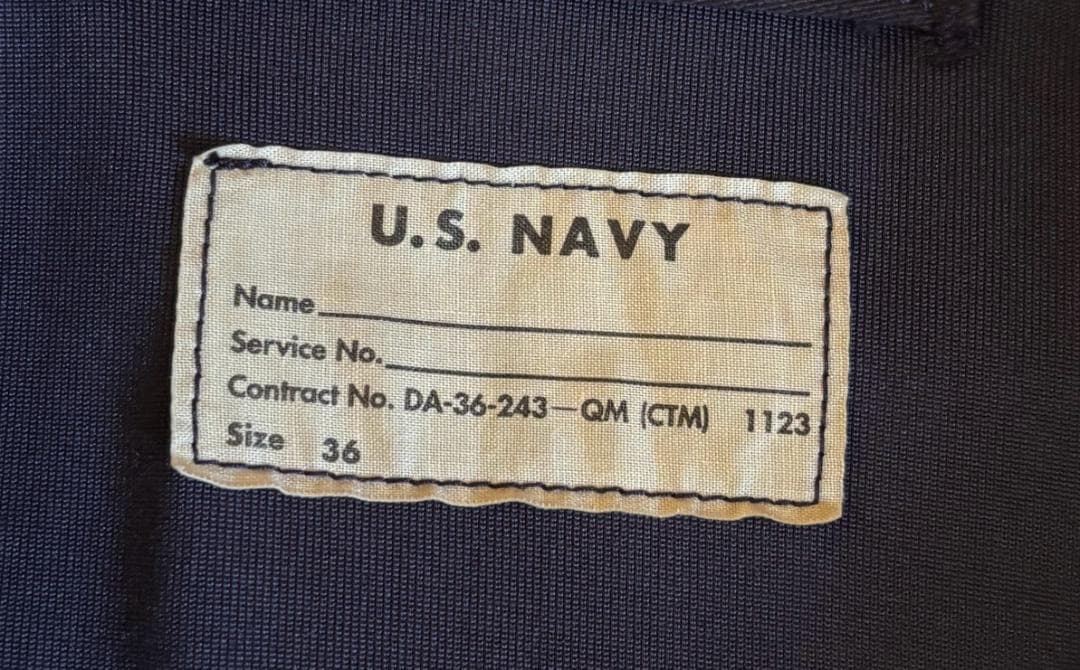 U.S. NAVY
Name
Service No.
Contract No. DA-36-243—QM (CTM) 1123
Size 36